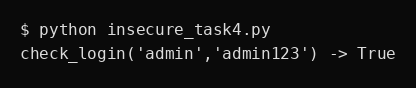 $ python insecure_task4.py
check_login('admin','admin123') -> True